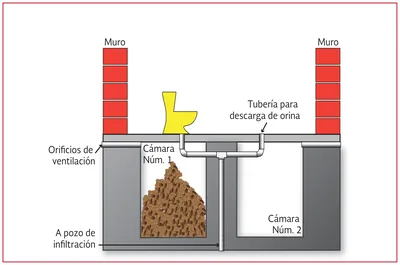 Muro
Muro
Tubería para
descarga de orina
Orificios de
ventilación
Cámara
Núm. 1
Cámara
Núm. 2
A pozo de
infiltración